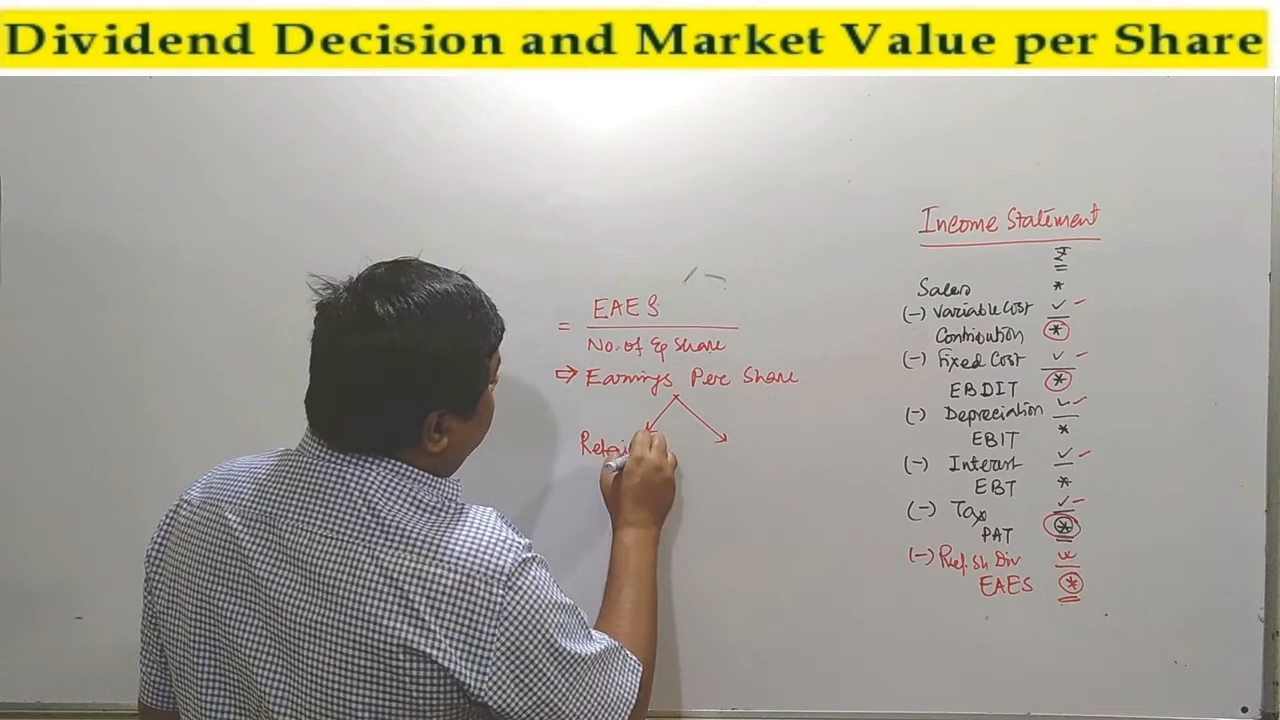 Dividend Decision and Market Value per Share
= EAES
No. of Eq Share
⇒ Earnings Per Share
Retai
Income Statement
₹
Sales *
(-) Variable Cost ✓
Contribution *
(-) Fixed Cost ✓
EBDIT *
(-) Depreciation ✓
EBIT *
(-) Interest ✓
EBT *
(-) Tax ✓
PAT *
(-) Pref. Sh Div
EAES *